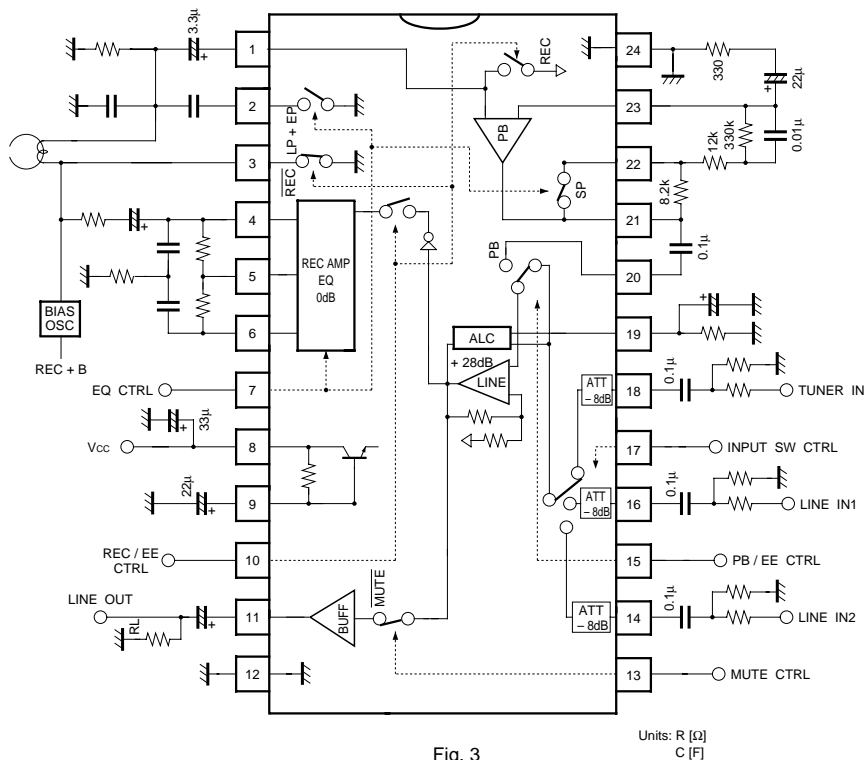 3.3μ
+
1
2
3
4
5
6
7
8
9
10
11
12
24
23
22
21
20
19
18
17
16
15
14
13
REC
330
+
22μ
PB
LP + EP
REC
SP
12k
330k
0.01μ
8.2k
0.1μ
+
REC AMP
EQ
0dB
PB
BIAS
OSC
REC + B
ALC
+ 28dB
LINE
+
ATT
– 8dB
0.1μ
TUNER IN
EQ CTRL
INPUT SW CTRL
33μ
+
Vcc
ATT
– 8dB
0.1μ
LINE IN1
22μ
+
REC / EE
CTRL
PB / EE CTRL
LINE OUT
RL
+
BUFF
MUTE
ATT
– 8dB
0.1μ
LINE IN2
MUTE CTRL
Units: R [Ω]
C [F]
Fig. 3